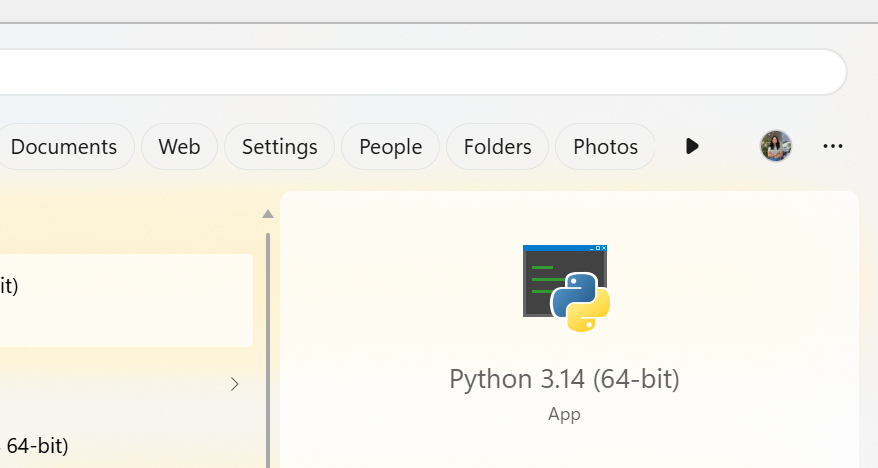 Documents Web Settings People Folders Photos
it)
Python 3.14 (64-bit)
App
64-bit)